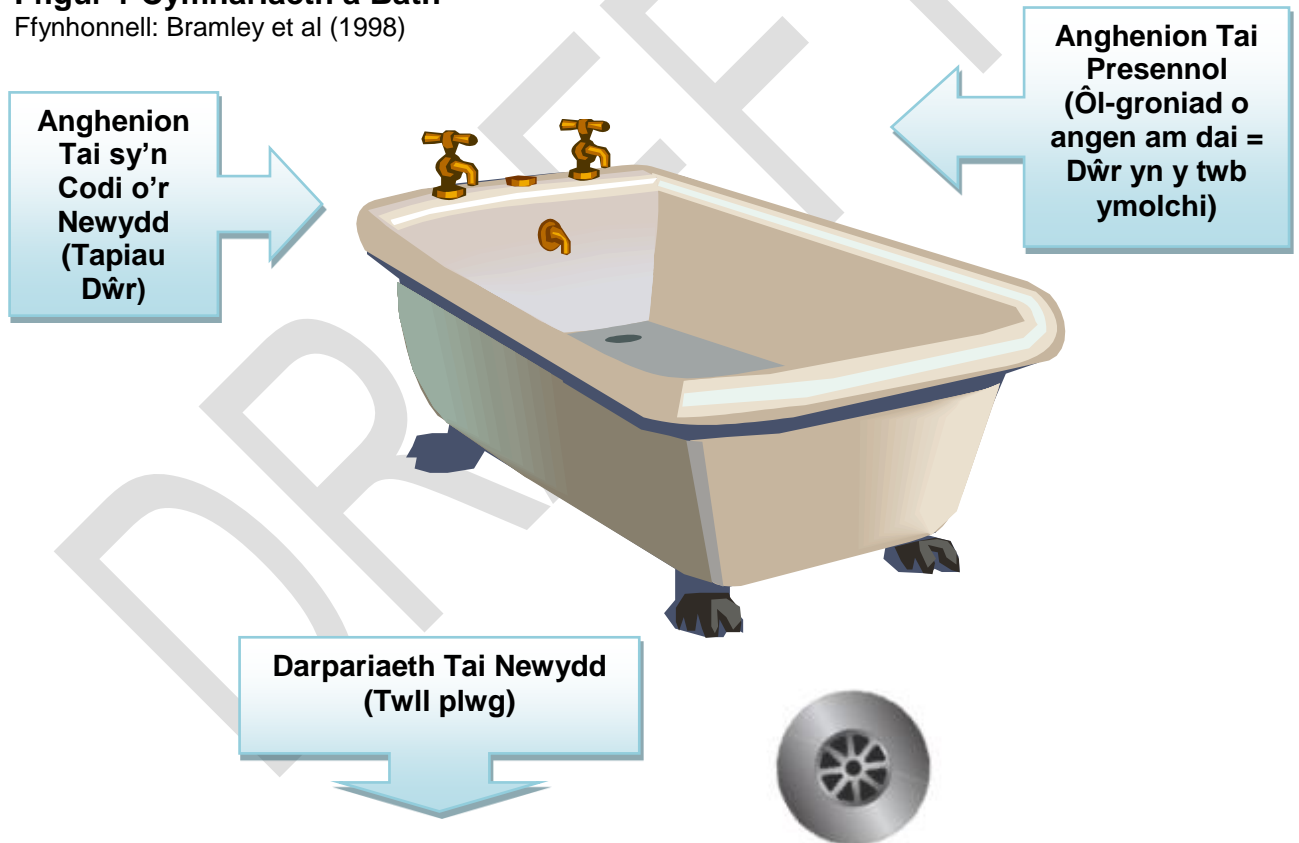 Ffigur 1 Cymhariaeth â Bath
Ffynhonnell: Bramley et al (1998)
Anghenion Tai
Presennol
(Ôl-groniad o
angen am dai =
Dŵr yn y twb
ymolchi)
Anghenion
Tai sy'n
Codi o'r
Newydd
(Tapiau
Dŵr)
Darpariaeth Tai Newydd
(Twll plwg)
DRAFFT